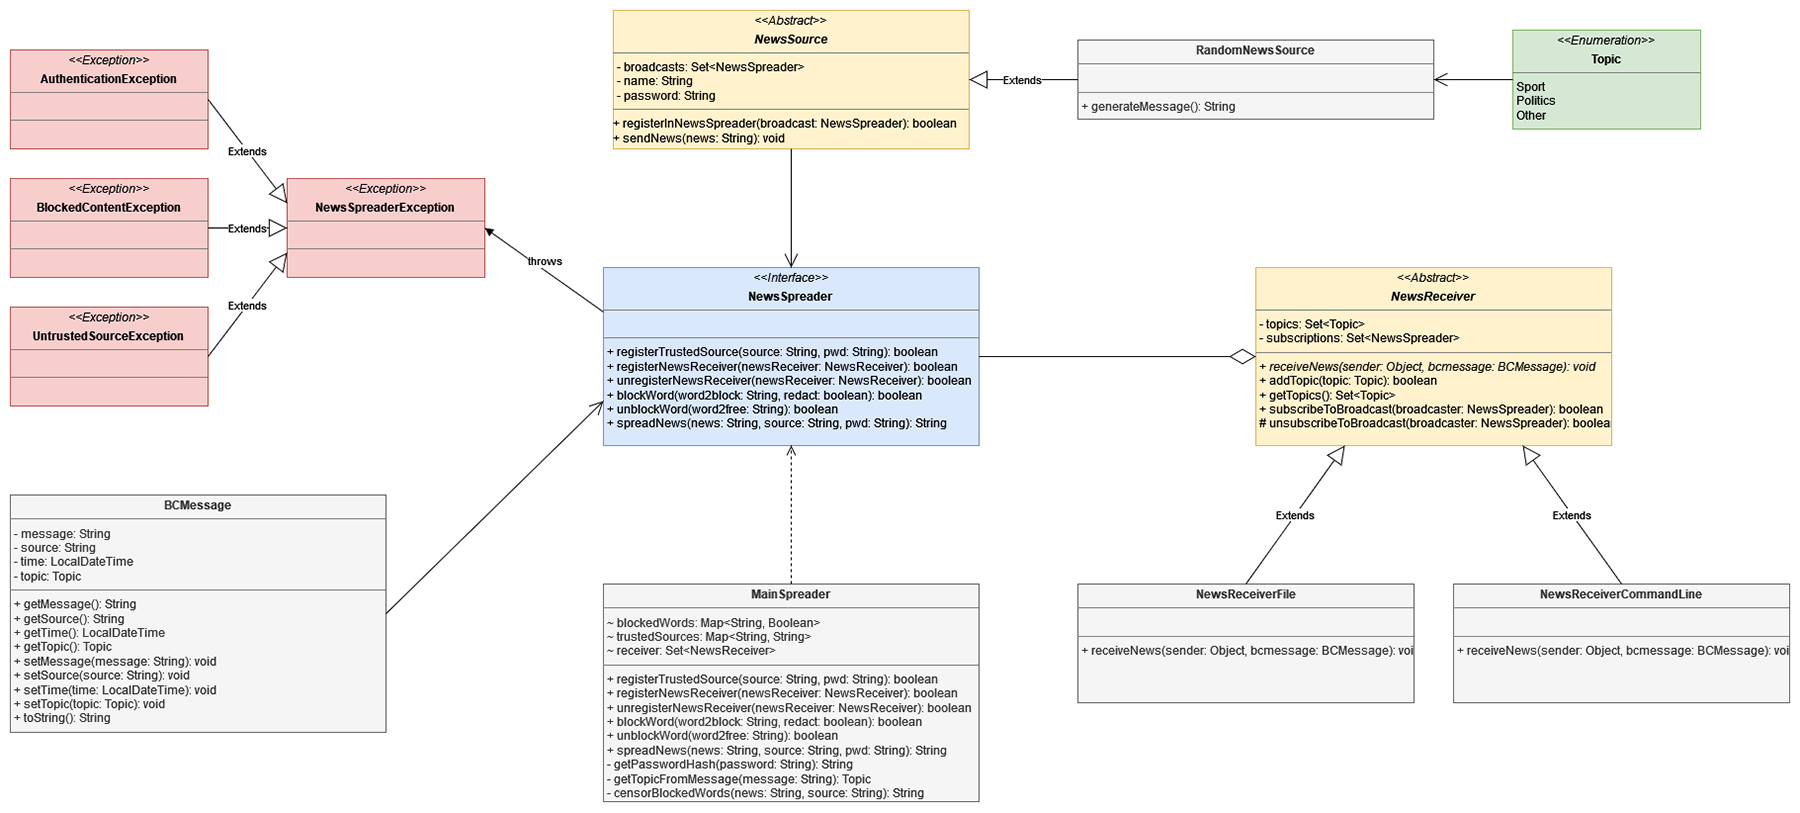 <<Abstract>>
NewsSource
- broadcasts: Set<NewsSpreader>
- name: String
- password: String
+ registerInNewsSpreader(broadcast: NewsSpreader): boolean
+ sendNews(news: String): void
RandomNewsSource
+ generateMessage(): String
Extends
<<Enumeration>>
Topic
Sport
Politics
Other
<<Exception>>
AuthenticationException
Extends
<<Exception>>
BlockedContentException
Extends
<<Exception>>
UntrustedSourceException
Extends
<<Exception>>
NewsSpreaderException
throws
<<Interface>>
NewsSpreader
+ registerTrustedSource(source: String, pwd: String): boolean
+ registerNewsReceiver(newsReceiver: NewsReceiver): boolean
+ unregisterNewsReceiver(newsReceiver: NewsReceiver): boolean
+ blockWord(word2block: String, redact: boolean): boolean
+ unblockWord(word2free: String): boolean
+ spreadNews(news: String, source: String, pwd: String): String
<<Abstract>>
NewsReceiver
- topics: Set<Topic>
- subscriptions: Set<NewsSpreader>
+ receiveNews(sender: Object, bcmessage: BCMessage): void
+ addTopic(topic: Topic): boolean
+ getTopics(): Set<Topic>
+ subscribeToBroadcast(broadcaster: NewsSpreader): boolean
# unsubscribeToBroadcast(broadcaster: NewsSpreader): boolea
Extends
Extends
BCMessage
- message: String
- source: String
- time: LocalDateTime
- topic: Topic
+ getMessage(): String
+ getSource(): String
+ getTime(): LocalDateTime
+ getTopic(): Topic
+ setMessage(message: String): void
+ setSource(source: String): void
+ setTime(time: LocalDateTime): void
+ setTopic(topic: Topic): void
+ toString(): String
MainSpreader
~ blockedWords: Map<String, Boolean>
~ trustedSources: Map<String, String>
~ receiver: Set<NewsReceiver>
+ registerTrustedSource(source: String, pwd: String): boolean
+ registerNewsReceiver(newsReceiver: NewsReceiver): boolean
+ unregisterNewsReceiver(newsReceiver: NewsReceiver): boolean
+ blockWord(word2block: String, redact: boolean): boolean
+ unblockWord(word2free: String): boolean
+ spreadNews(news: String, source: String, pwd: String): String
- getPasswordHash(password: String): String
- getTopicFromMessage(message: String): Topic
- censorBlockedWords(news: String, source: String): String
NewsReceiverFile
+ receiveNews(sender: Object, bcmessage: BCMessage): voi
NewsReceiverCommandLine
+ receiveNews(sender: Object, bcmessage: BCMessage): voi